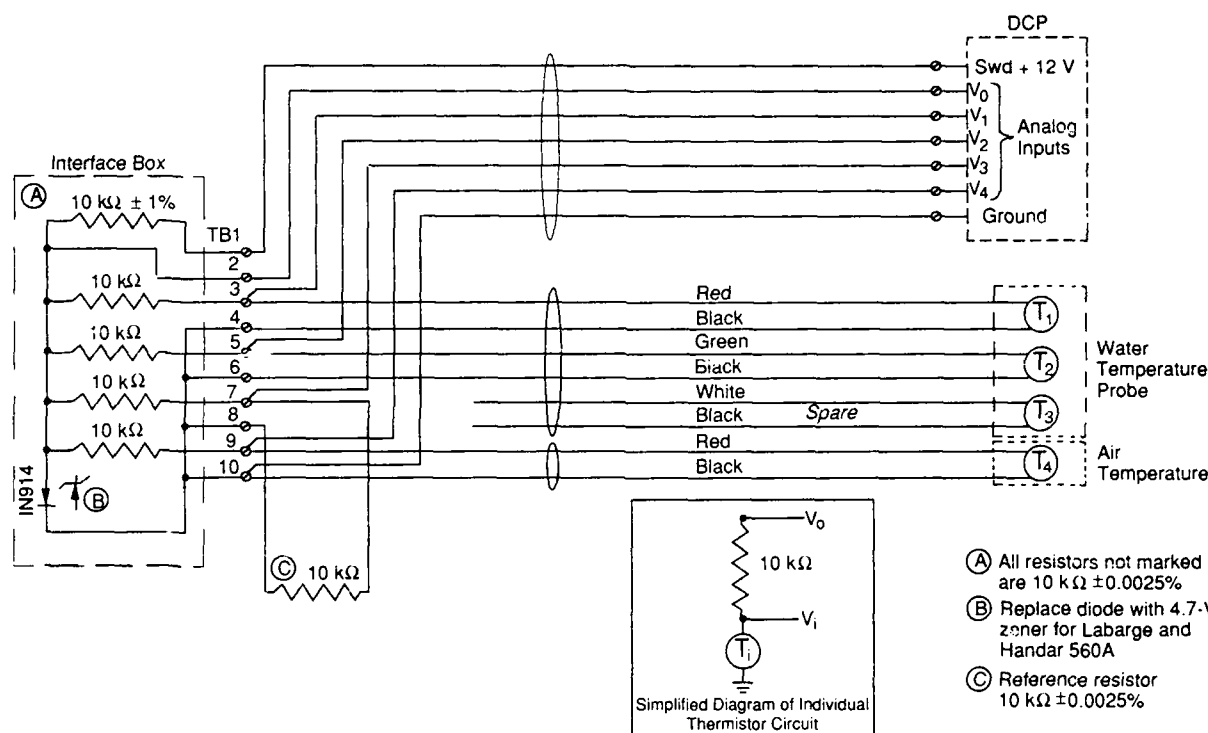 DCP
Swd + 12 V
V0
V1
V2
V3
V4
Analog
Inputs
Ground
Interface Box
A
10 kΩ ± 1%
TB1
2
10 kΩ
3
4
10 kΩ
5
6
10 kΩ
7
8
10 kΩ
9
10
IN914
B
C 10 kΩ
Red
Black
Green
Black
White
Black Spare
Red
Black
T1
T2
T3
T4
Water
Temperature
Probe
Air
Temperature
Vo
10 kΩ
Vi
Ti
Simplified Diagram of Individual
Thermistor Circuit
A All resistors not marked
are 10 kΩ ±0.0025%
B Replace diode with 4.7-V
zener for Labarge and
Handar 560A
C Reference resistor
10 kΩ ±0.0025%